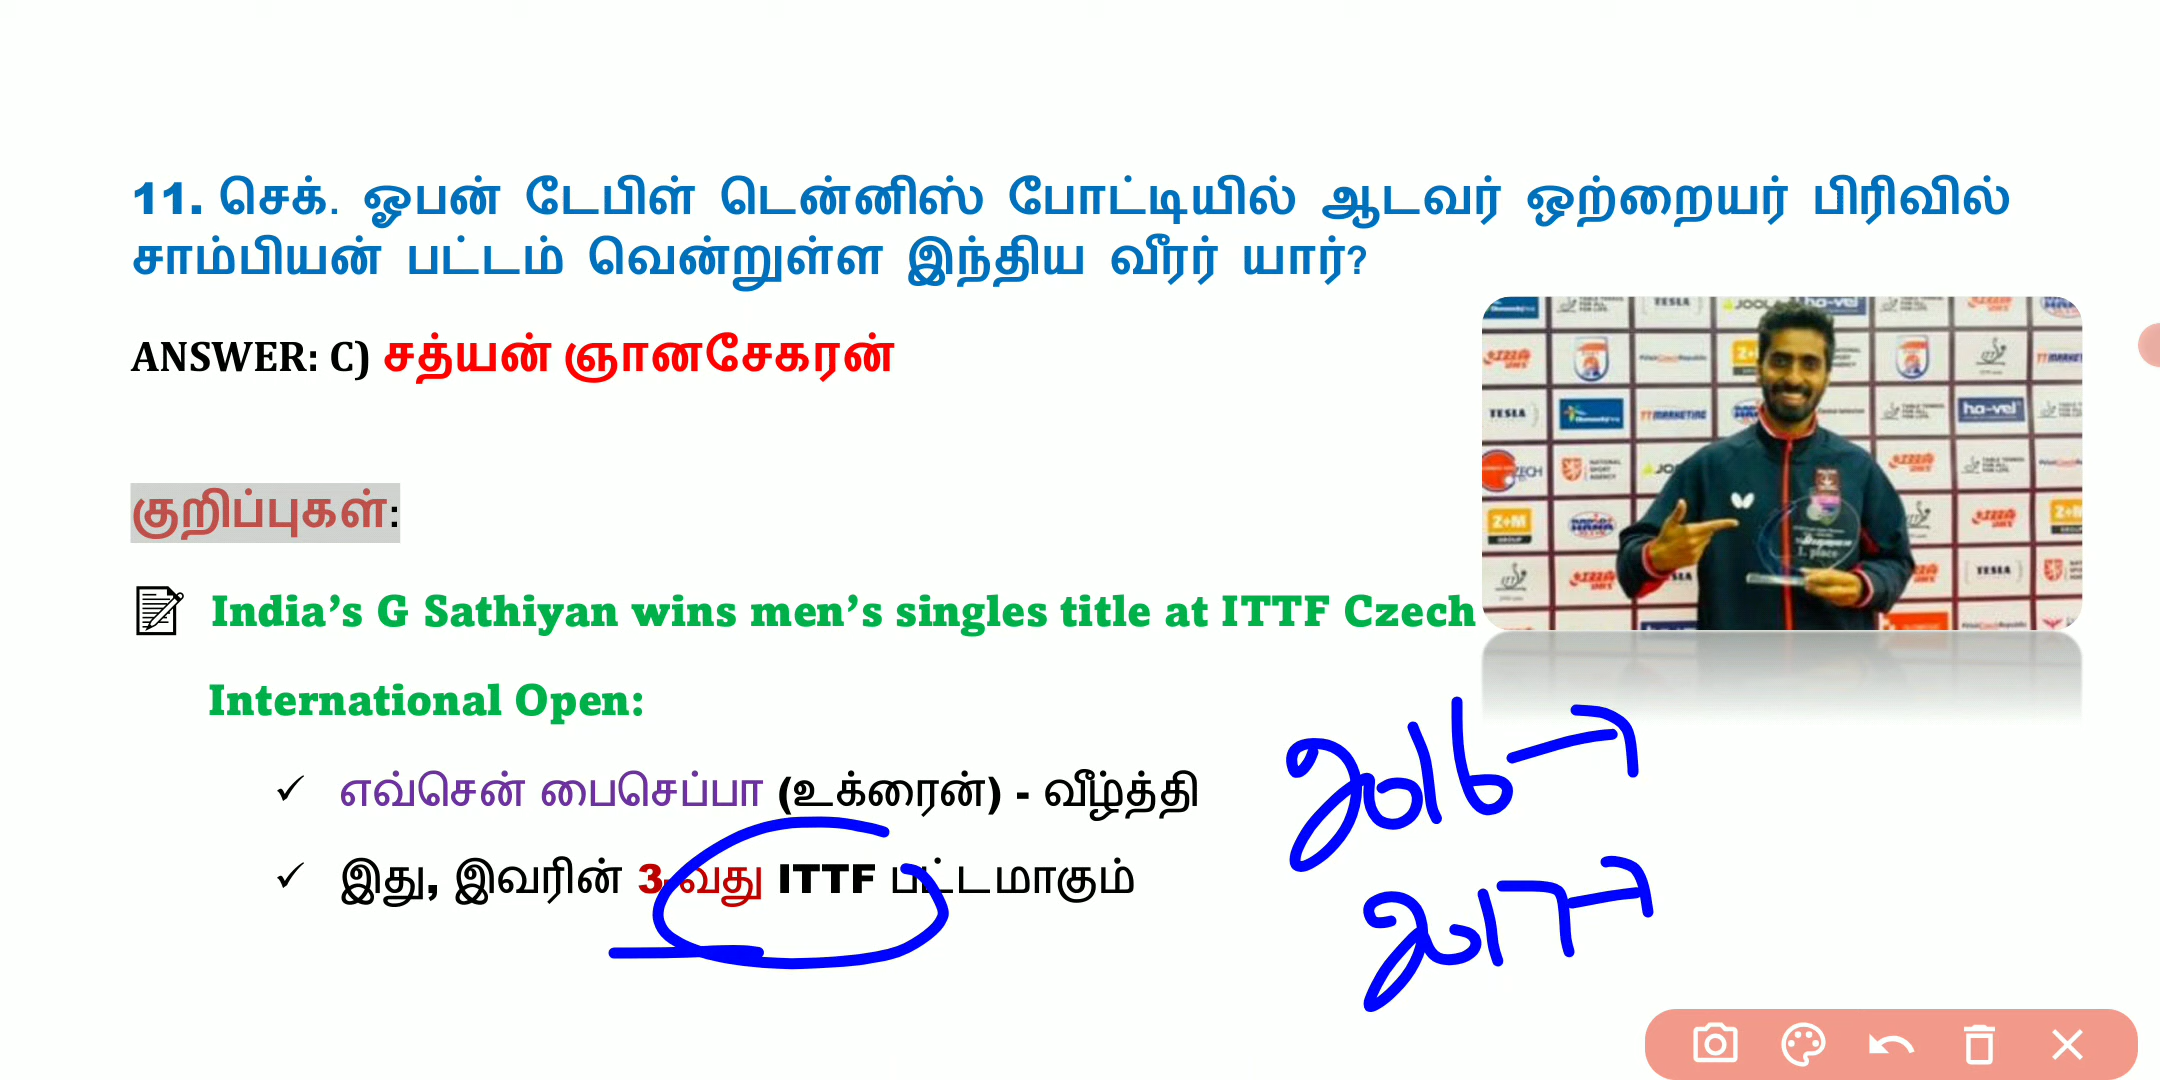 11. செக். ஓபன் டேபிள் டென்னிஸ் போட்டியில் ஆடவர் ஒற்றையர் பிரிவில்
சாம்பியன் பட்டம் வென்றுள்ள இந்திய வீரர் யார்?
ANSWER: C) சத்யன் ஞானசேகரன்
குறிப்புகள்:
India's G Sathiyan wins men's singles title at ITTF Czech
International Open:
எவ்சென் பைசெப்பா (உக்ரைன்) - வீழ்த்தி
இது, இவரின் 3-வது ITTF பட்டமாகும்
2016
2017